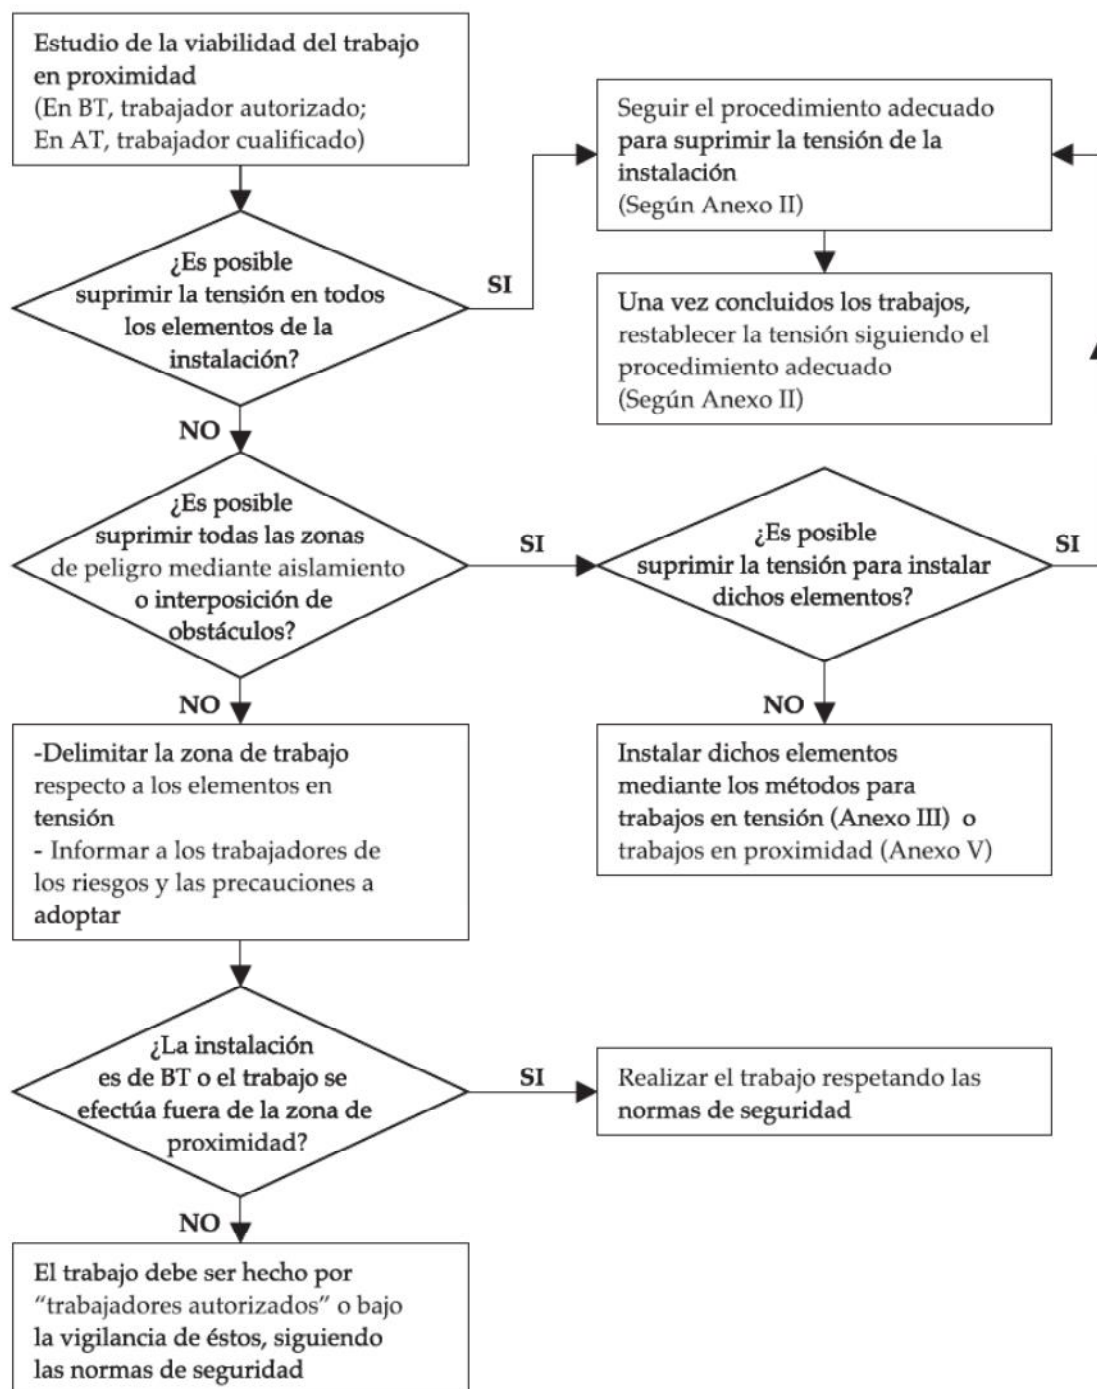 Estudio de la viabilidad del trabajo
en proximidad
(En BT, trabajador autorizado;
En AT, trabajador cualificado)
Seguir el procedimiento adecuado
para suprimir la tensión de la
instalación
(Según Anexo II)
¿Es posible
suprimir la tensión en todos
los elementos de la
instalación?
SI
Una vez concluidos los trabajos,
restablecer la tensión siguiendo el
procedimiento adecuado
(Según Anexo II)
NO
¿Es posible
suprimir todas las zonas
de peligro mediante aislamiento
o interposición de
obstáculos?
SI
¿Es posible
suprimir la tensión para instalar
dichos elementos?
SI
NO
NO
-Delimitar la zona de trabajo
respecto a los elementos en
tensión
- Informar a los trabajadores de
los riesgos y las precauciones a
adoptar
Instalar dichos elementos
mediante los métodos para
trabajos en tensión (Anexo III) o
trabajos en proximidad (Anexo V)
¿La instalación
es de BT o el trabajo se
efectúa fuera de la zona de
proximidad?
SI
Realizar el trabajo respetando las
normas de seguridad
NO
El trabajo debe ser hecho por
“trabajadores autorizados” o bajo
la vigilancia de éstos, siguiendo
las normas de seguridad